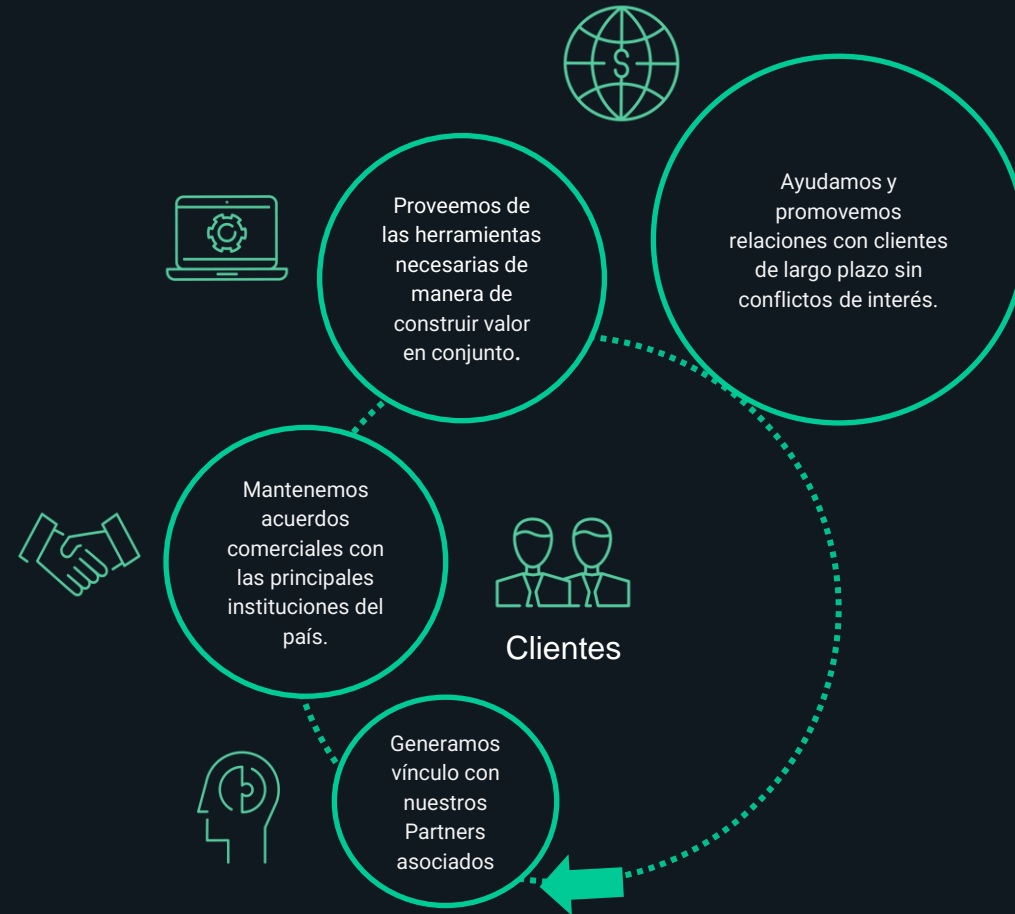 Ayudamos y
promovemos
relaciones con clientes
de largo plazo sin
conflictos de interés.
Proveemos de
las herramientas
necesarias de
manera de
construir valor
en conjunto.
Mantenemos
acuerdos
comerciales con
las principales
instituciones del
país.
Clientes
Generamos
vínculo con
nuestros
Partners
asociados
$